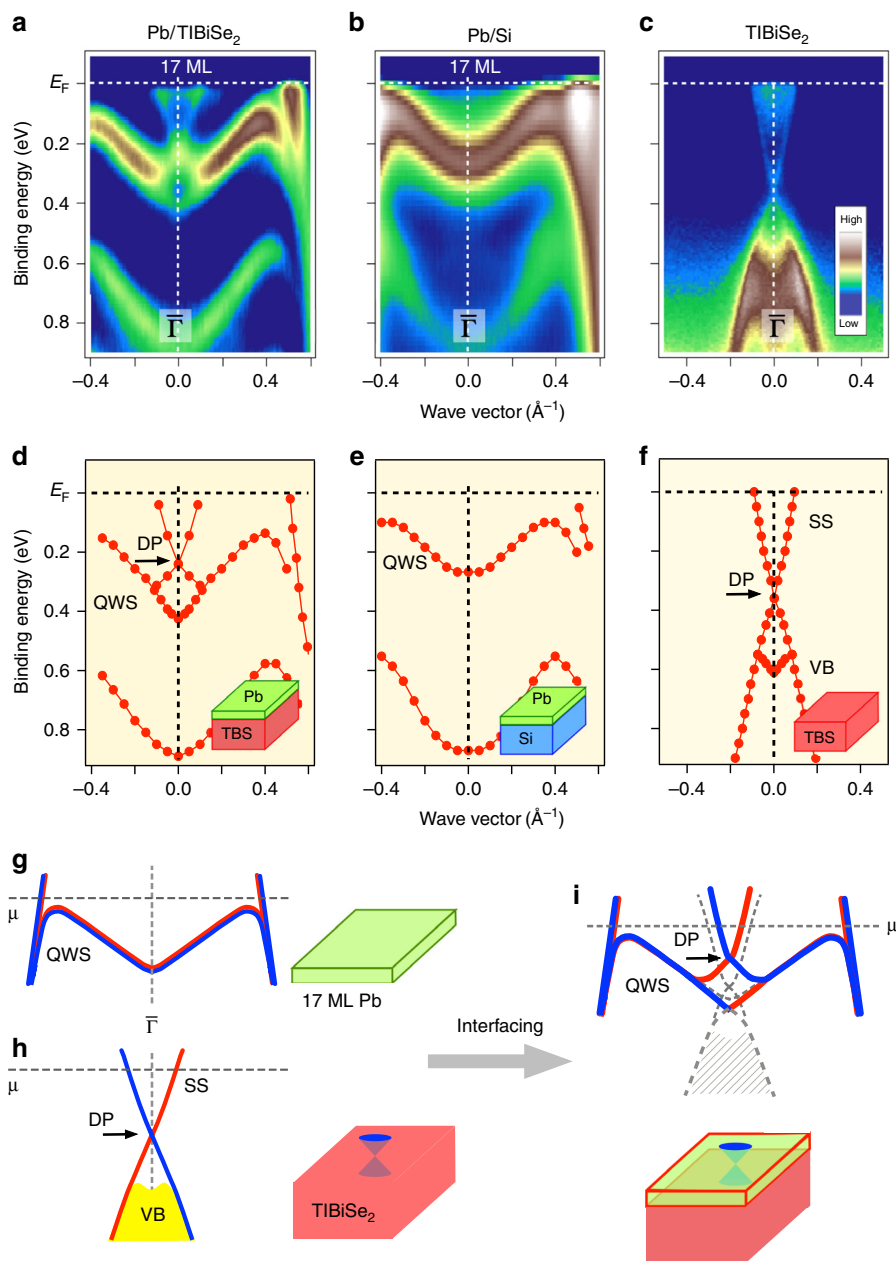 a
Pb/TlBiSe2
b
Pb/Si
c
TlBiSe2
17 ML
17 ML
EF
0.2
0.4
0.6
0.8
Binding energy (eV)
Γ̅
Γ̅
Γ̅
High
Low
–0.4
0.0
0.4
–0.4
0.0
0.4
–0.4
0.0
0.4
Wave vector (Å–1)
d
e
f
EF
0.2
0.4
0.6
0.8
Binding energy (eV)
DP
QWS
Pb
TBS
QWS
Pb
Si
SS
DP
VB
TBS
–0.4
0.0
0.4
–0.4
0.0
0.4
–0.4
0.0
0.4
Wave vector (Å–1)
g
μ
QWS
Γ̅
17 ML Pb
h
μ
SS
DP
VB
TlBiSe2
Interfacing
i
μ
DP
QWS